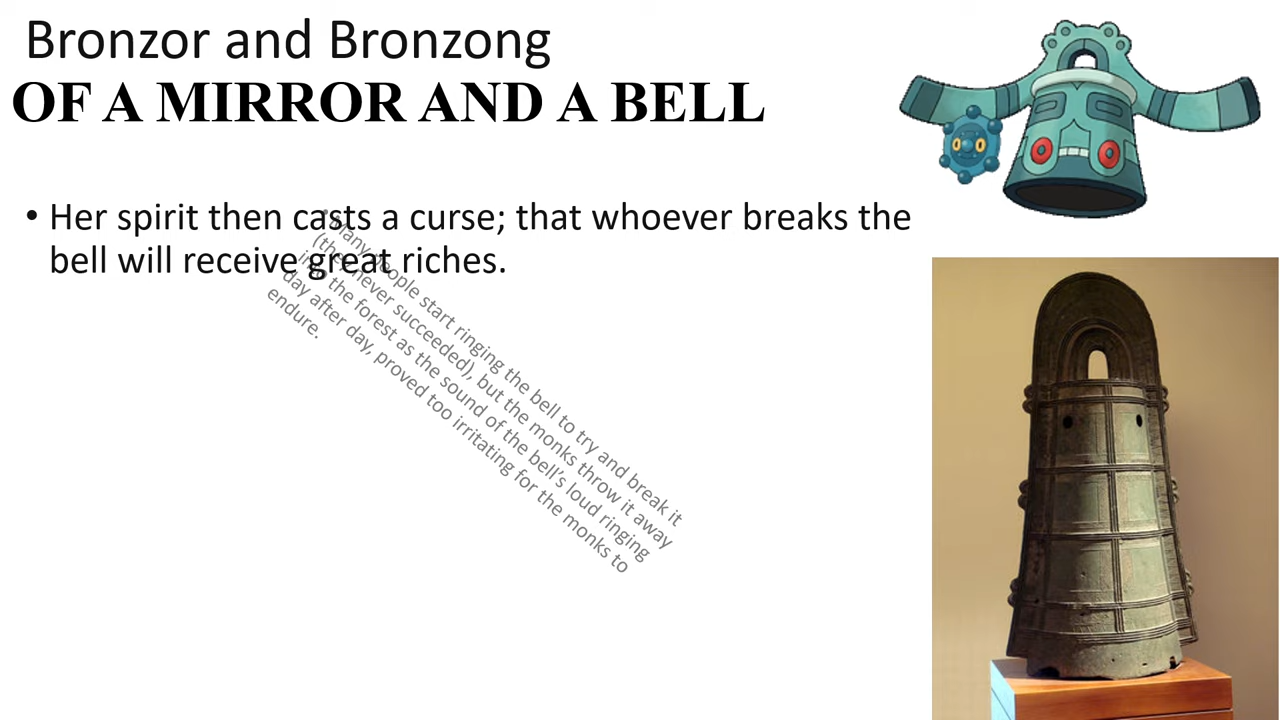 Bronzor and Bronzong
OF A MIRROR AND A BELL
• Her spirit then casts a curse; that whoever breaks the
bell will receive great riches.
• Many people start ringing the bell to try and break it
(they never succeeded), but the monks throw it away
into the forest as the sound of the bell's loud ringing
day after day, proved too irritating for the monks to
endure.